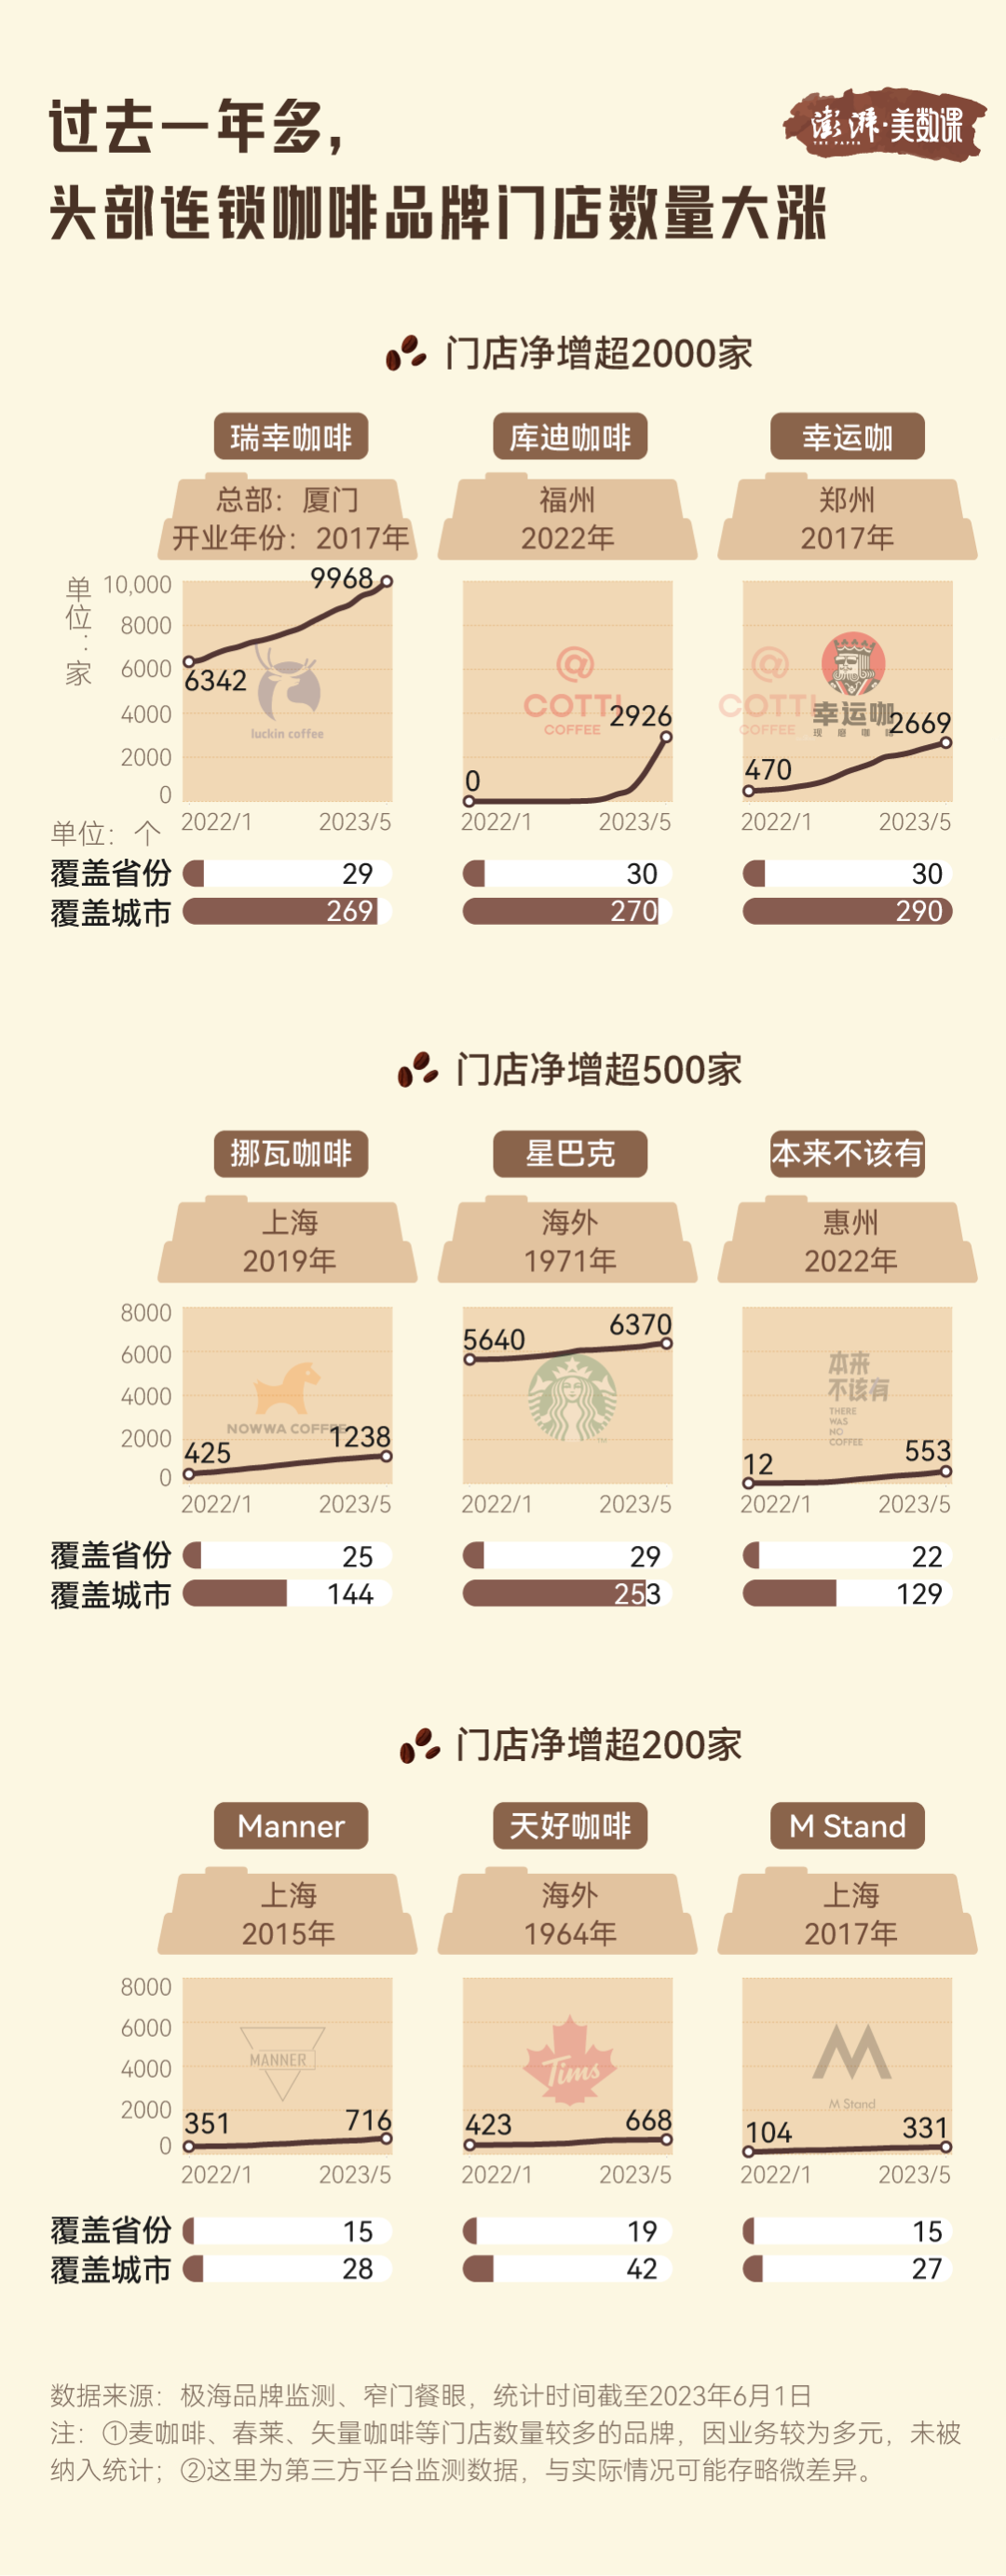 过去一年多，
头部连锁咖啡品牌门店数量大涨
澎湃·美数课
THE PAPER
门店净增超2000家
瑞幸咖啡 库迪咖啡 幸运咖
总部：厦门 福州 郑州
开业年份：2017年 2022年 2017年
单位：家
10,000
8000
6000
4000
2000
0
9968
6342
luckin coffee
2022/1 2023/5
COTTI
COFFEE
2926
0
2022/1 2023/5
COTTI
COFFEE
幸运咖
现磨咖啡
2669
470
2022/1 2023/5
单位：个
覆盖省份 29 30 30
覆盖城市 269 270 290
门店净增超500家
挪瓦咖啡 星巴克 本来不该有
上海 海外 惠州
2019年 1971年 2022年
8000
6000
4000
2000
0
NOWWA COFFEE
1238
425
2022/1 2023/5
5640
6370
TM
2022/1 2023/5
本来
不该有
THERE
WAS
NO
COFFEE
553
12
2022/1 2023/5
覆盖省份 25 29 22
覆盖城市 144 253 129
门店净增超200家
Manner 天好咖啡 M Stand
上海 海外 上海
2015年 1964年 2017年
8000
6000
4000
2000
0
MANNER
351
716
2022/1 2023/5
Tims
423
668
2022/1 2023/5
M Stand
104
331
2022/1 2023/5
覆盖省份 15 19 15
覆盖城市 28 42 27
数据来源：极海品牌监测、窄门餐眼，统计时间截至2023年6月1日
注：①麦咖啡、春莱、矢量咖啡等门店数量较多的品牌，因业务较为多元，未被
纳入统计；②这里为第三方平台监测数据，与实际情况可能存略微差异。